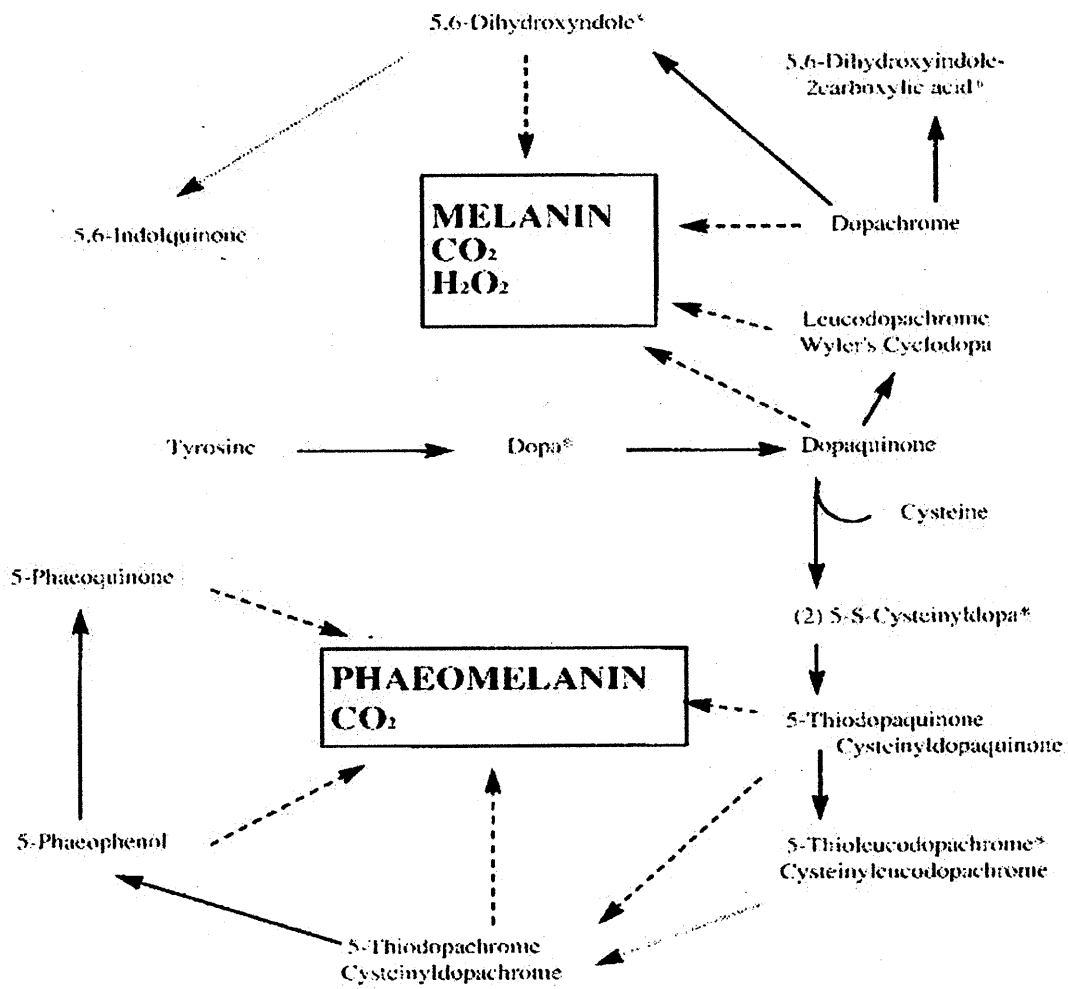 5,6-Dihydroxyndole*
5,6-Dihydroxyindole-
2carboxylic acid*
MELANIN
CO₂
H₂O₂
5,6-Indolquinone
Dopachrome
Leucodopachrome
Wyler's Cyclodopa
Tyrosine
Dopa*
Dopaquinone
Cysteine
5-Phaeoquinone
(2) 5-S-Cysteinyldopa*
PHAEOMELANIN
CO₂
5-Thiodopaquinone
Cysteinyldopaquinone
5-Phaeophenol
5-Thioleucodopachrome*
Cysteinyleucodopachrome
5-Thiodopachrome
Cysteinyldopachrome